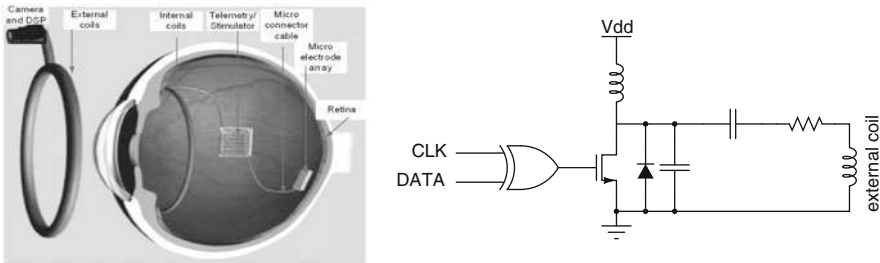 Camera
and DSP
External
coils
Internal
coils
Telemetry/
Stimulator
Micro
connector
cable
Micro
electrode
array
Retina
Vdd
CLK
DATA
external coil